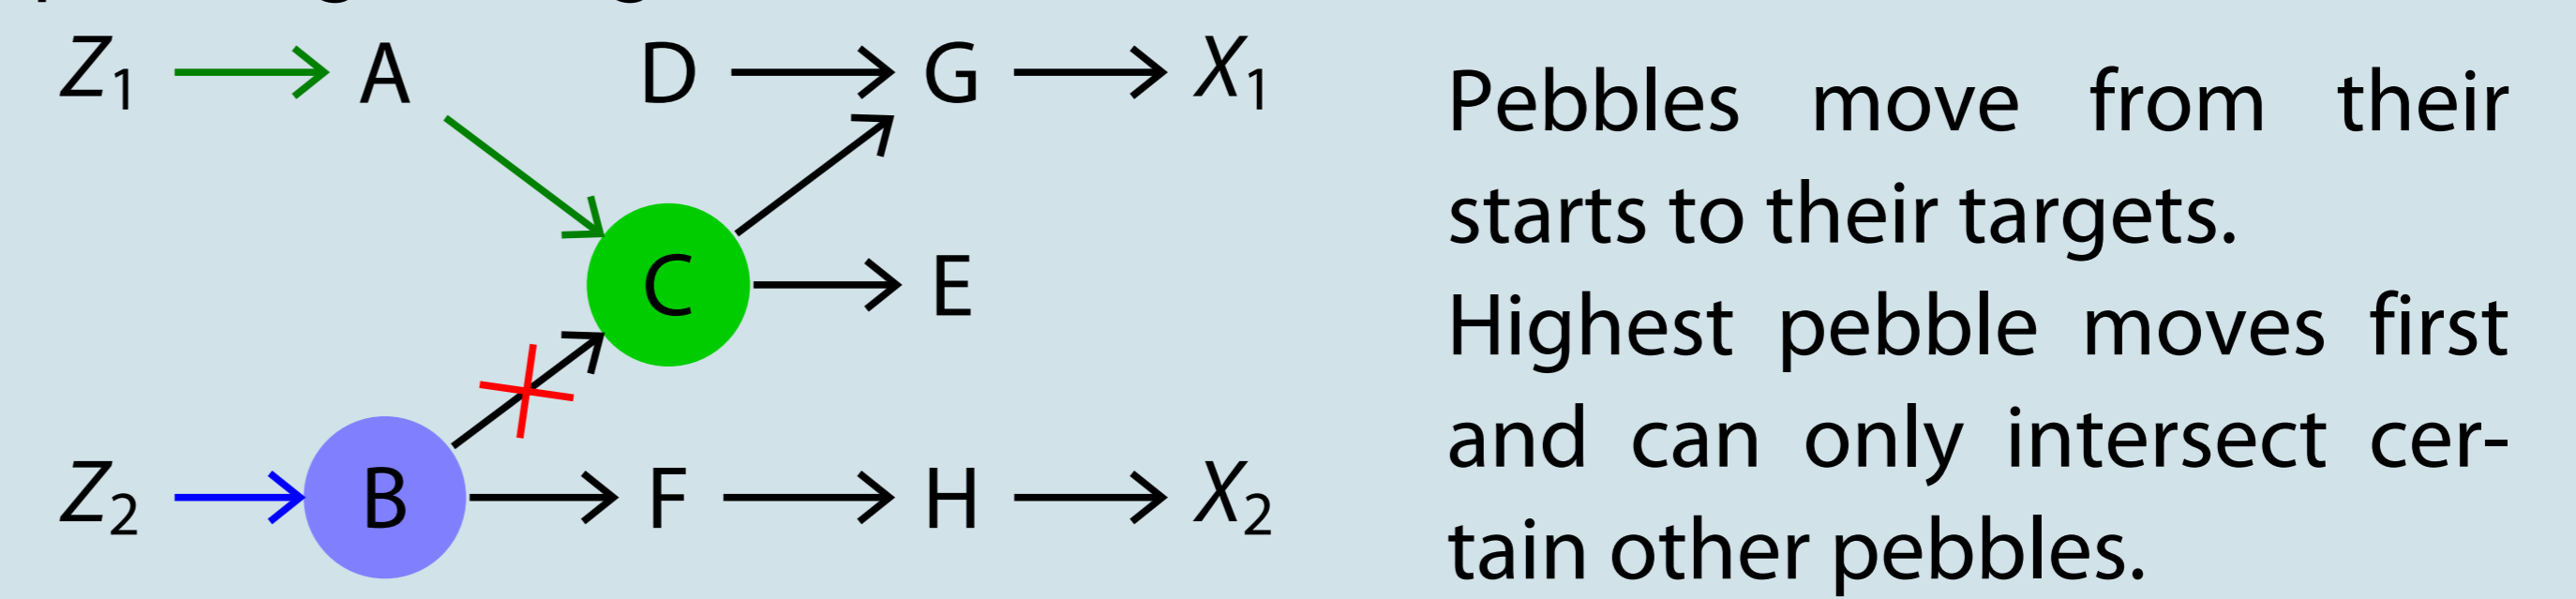 Z₁ A D G X₁
C E
Z₂ B F H X₂
Pebbles move from their
starts to their targets.
Highest pebble moves first
and can only intersect cer-
tain other pebbles.